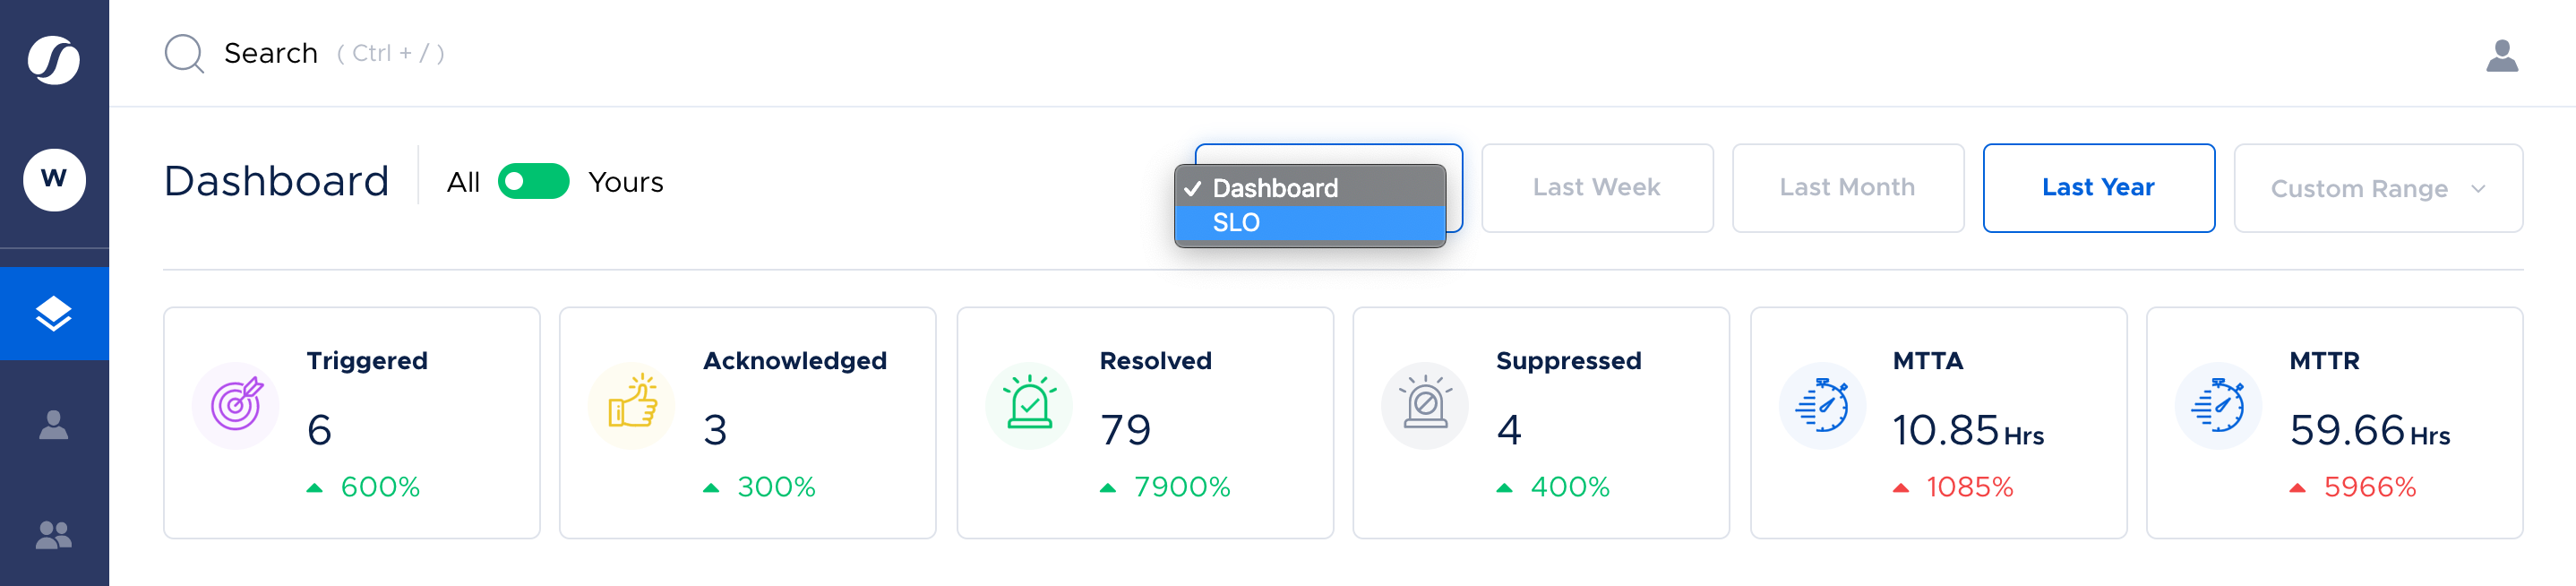 Search ( Ctrl + / )
W
Dashboard All Yours
✓ Dashboard
SLO
Last Week Last Month Last Year Custom Range
Triggered
6
600%
Acknowledged
3
300%
Resolved
79
7900%
Suppressed
4
400%
MTTA
10.85 Hrs
1085%
MTTR
59.66 Hrs
5966%